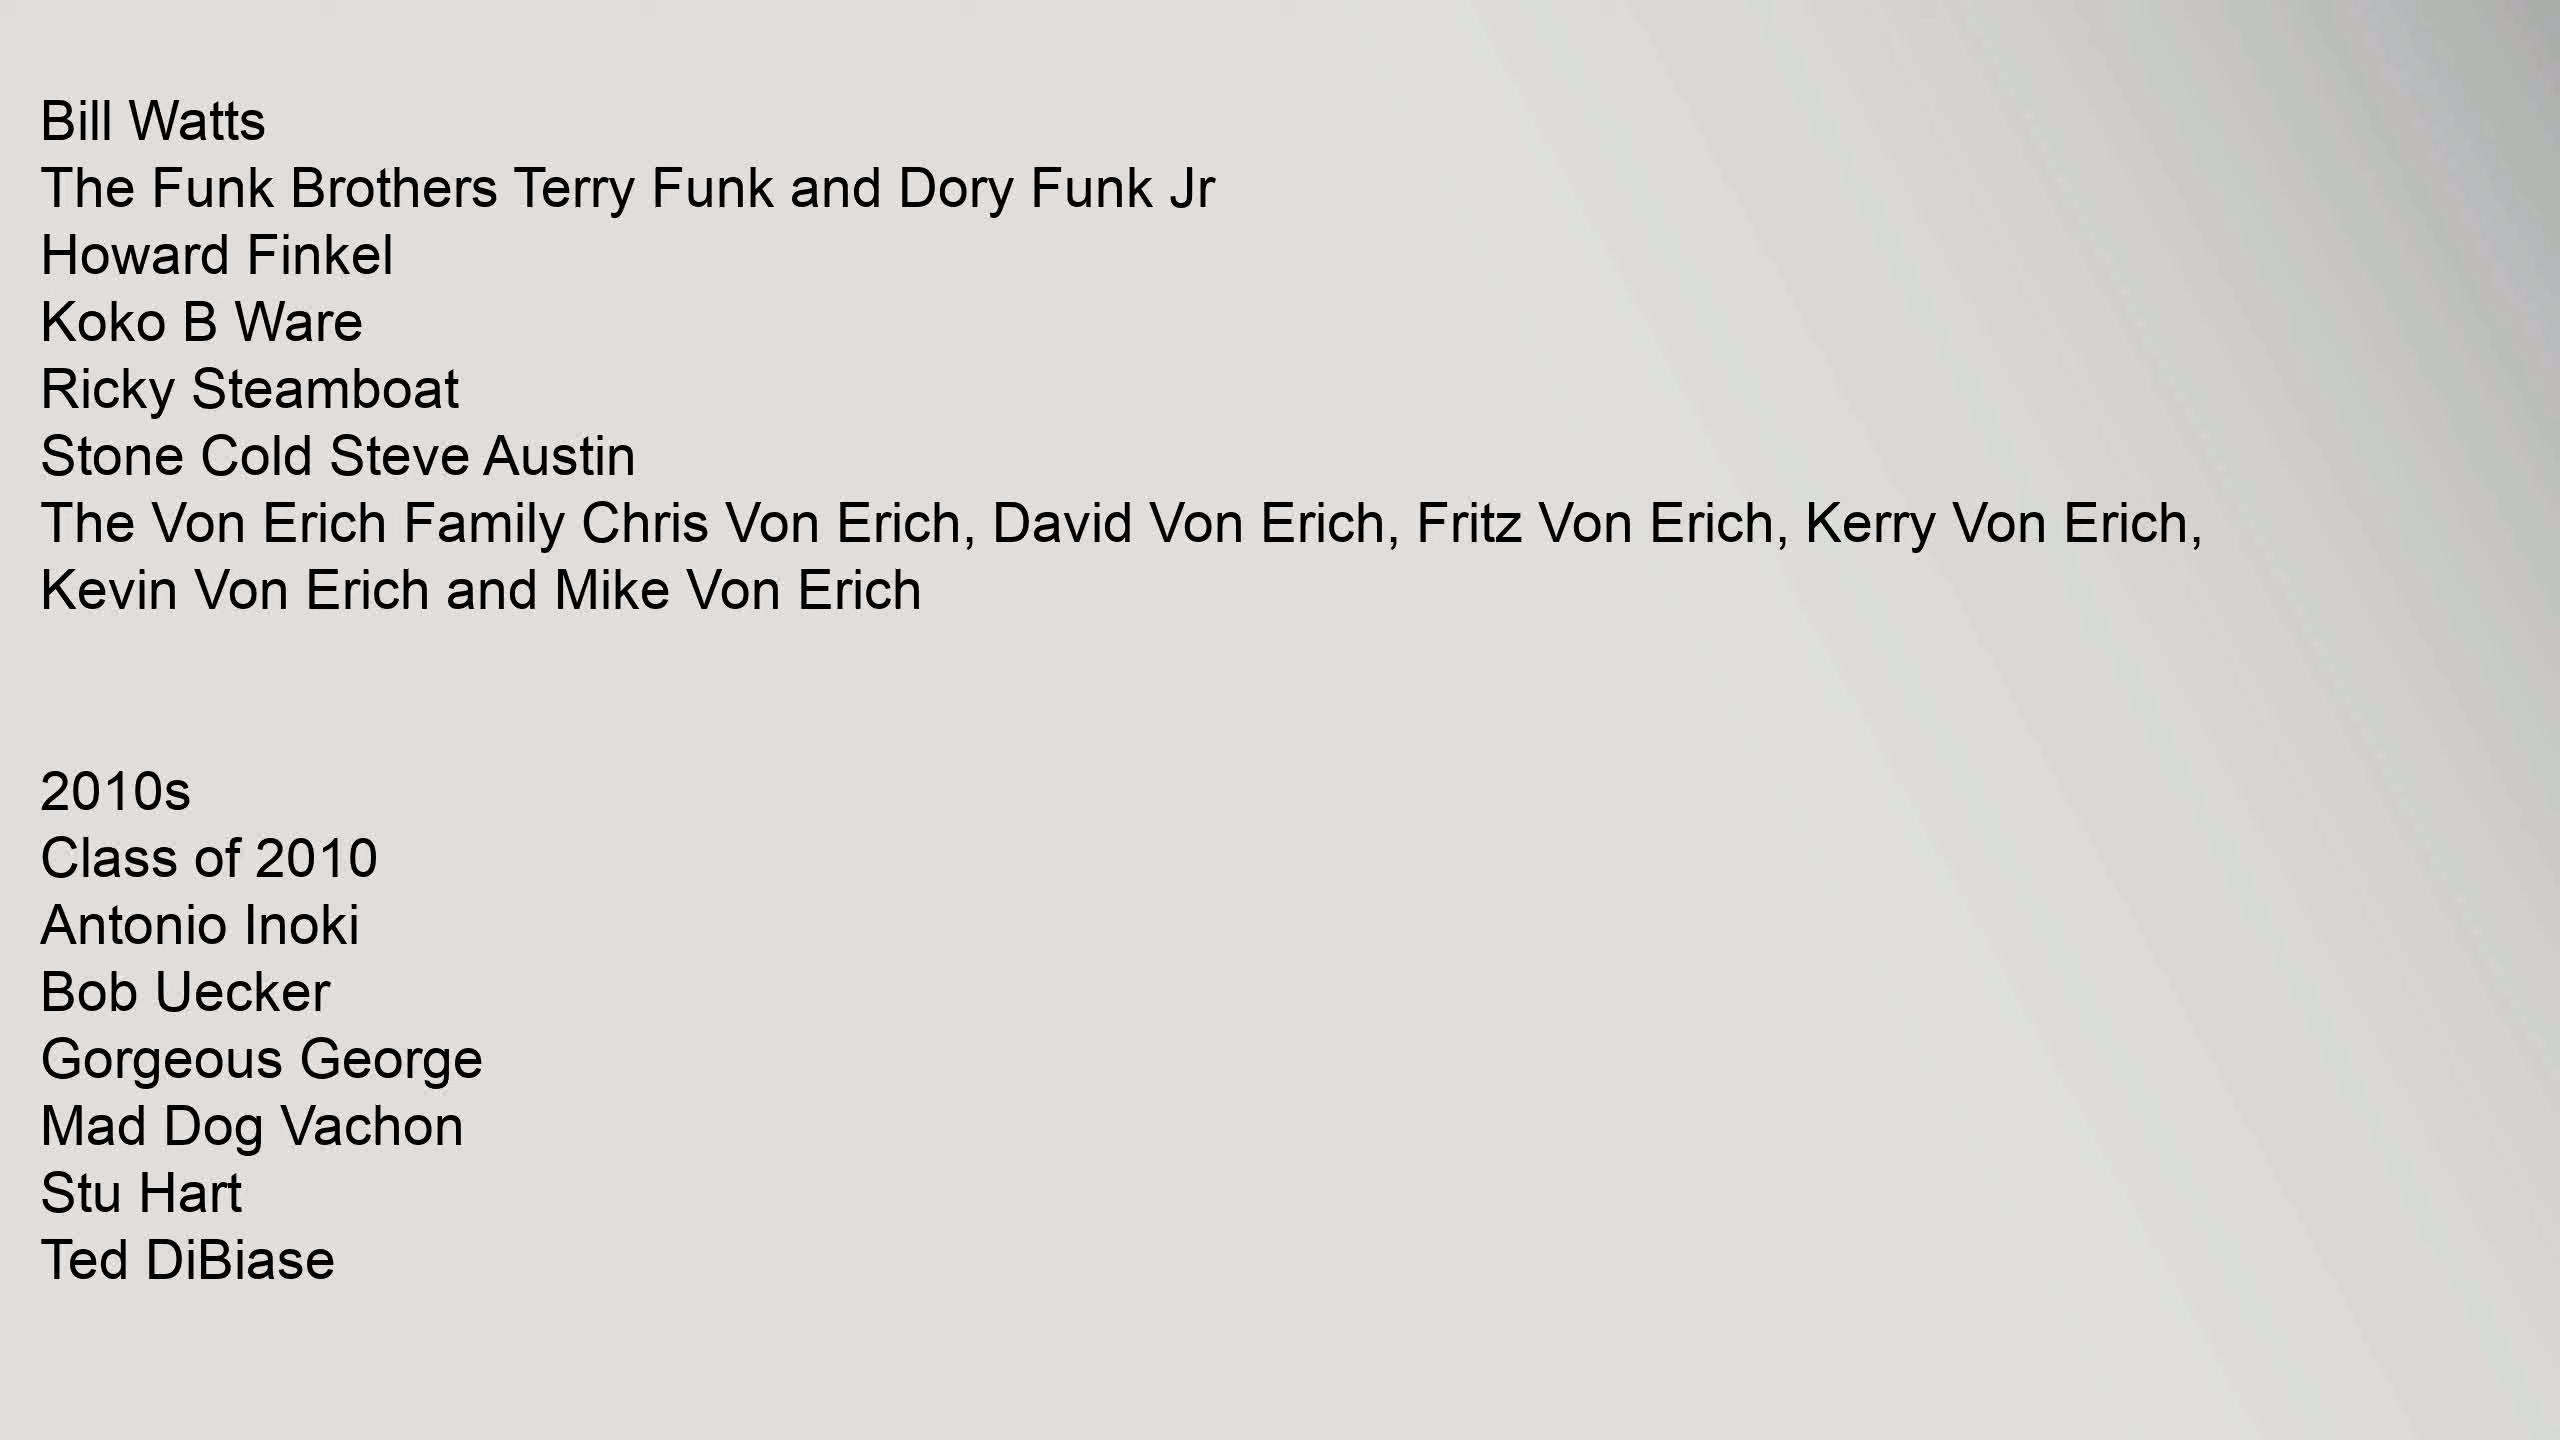 Bill Watts
The Funk Brothers Terry Funk and Dory Funk Jr
Howard Finkel
Koko B Ware
Ricky Steamboat
Stone Cold Steve Austin
The Von Erich Family Chris Von Erich, David Von Erich, Fritz Von Erich, Kerry Von Erich,
Kevin Von Erich and Mike Von Erich
2010s
Class of 2010
Antonio Inoki
Bob Uecker
Gorgeous George
Mad Dog Vachon
Stu Hart
Ted DiBiase